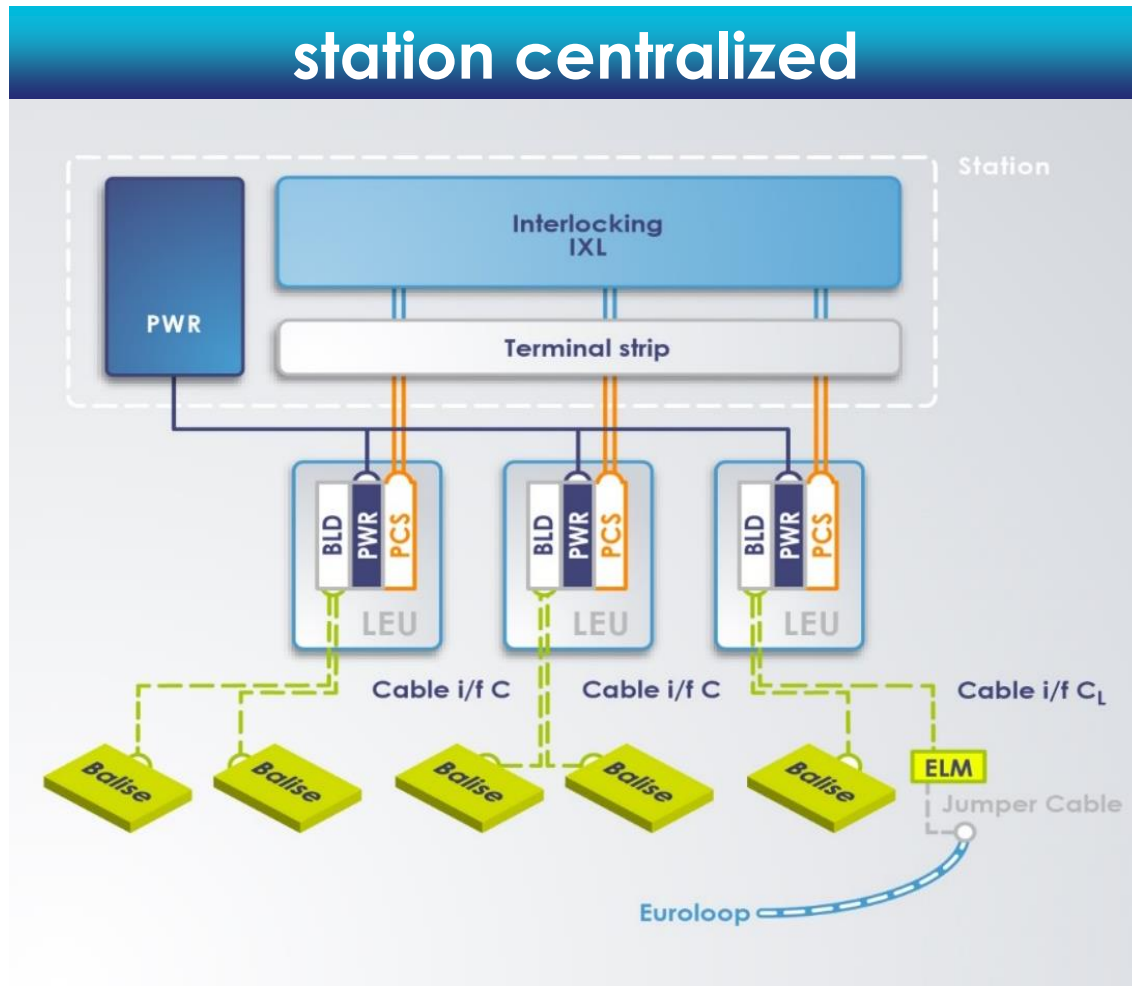 station centralized
Station
Interlocking
IXL
PWR
Terminal strip
BLD
PWR
PCS
LEU
BLD
PWR
PCS
LEU
BLD
PWR
PCS
LEU
Cable i/f C
Cable i/f C
Cable i/f CL
Balise
Balise
Balise
Balise
Balise
ELM
Jumper Cable
Euroloop